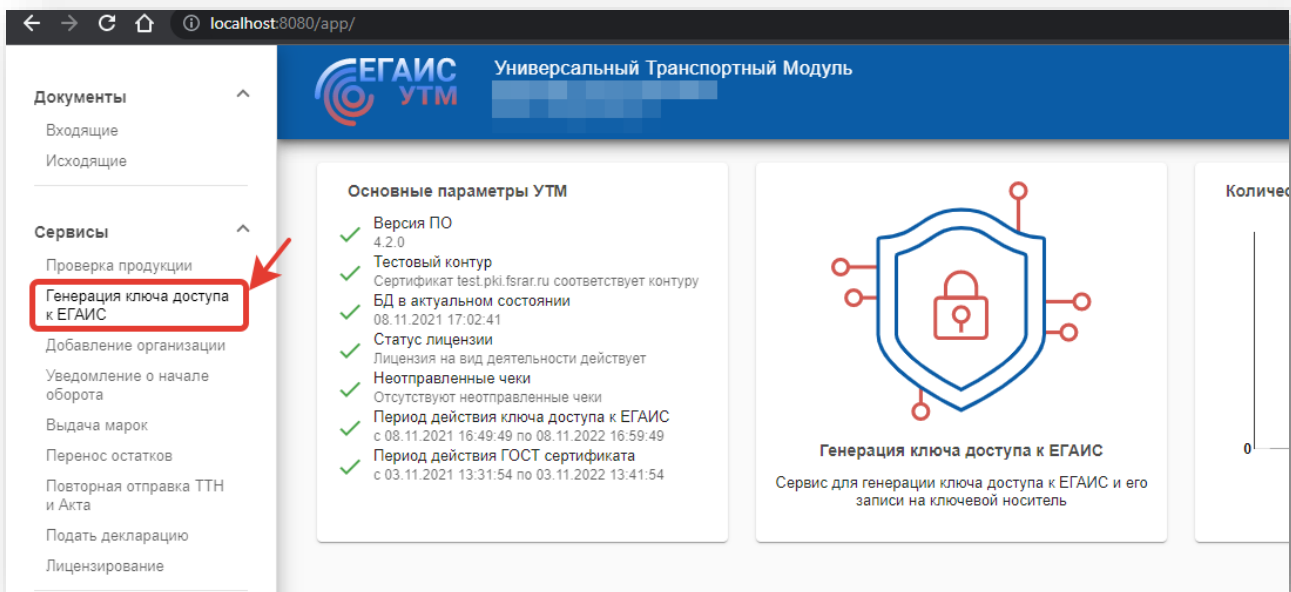 localhost:8080/app/
ЕГАИС
УТМ
Универсальный Транспортный Модуль
Документы
Входящие
Исходящие
Сервисы
Проверка продукции
Генерация ключа доступа
к ЕГАИС
Добавление организации
Уведомление о начале
оборота
Выдача марок
Перенос остатков
Повторная отправка ТТН
и Акта
Подать декларацию
Лицензирование
Основные параметры УТМ
Версия ПО
4.2.0
Тестовый контур
Сертификат test.pki.fsrar.ru соответствует контуру
БД в актуальном состоянии
08.11.2021 17:02:41
Статус лицензии
Лицензия на вид деятельности действует
Неотправленные чеки
Отсутствуют неотправленные чеки
Период действия ключа доступа к ЕГАИС
с 08.11.2021 16:49:49 по 08.11.2022 16:59:49
Период действия ГОСТ сертификата
с 03.11.2021 13:31:54 по 03.11.2022 13:41:54
Генерация ключа доступа к ЕГАИС
Сервис для генерации ключа доступа к ЕГАИС и его
записи на ключевой носитель
Количес
0